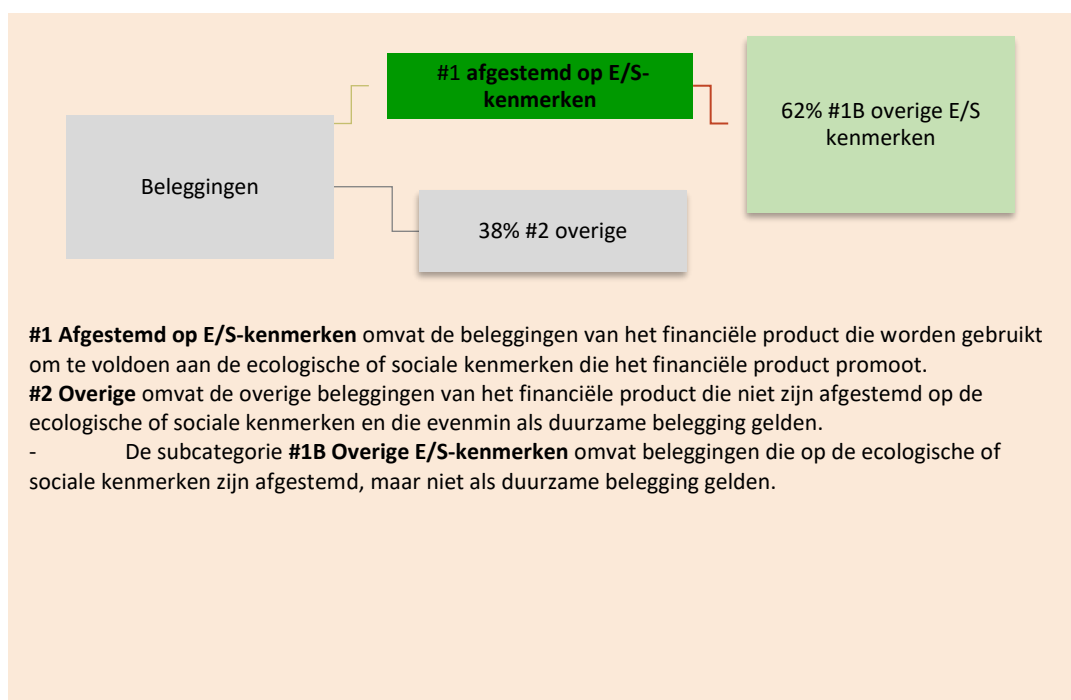 #1 afgestemd op E/S-
kenmerken
62% #1B overige E/S
kenmerken
Beleggingen
38% #2 overige
#1 Afgestemd op E/S-kenmerken omvat de beleggingen van het financiële product die worden gebruikt
om te voldoen aan de ecologische of sociale kenmerken die het financiële product promoot.
#2 Overige omvat de overige beleggingen van het financiële product die niet zijn afgestemd op de
ecologische of sociale kenmerken en die evenmin als duurzame belegging gelden.
- De subcategorie #1B Overige E/S-kenmerken omvat beleggingen die op de ecologische of
sociale kenmerken zijn afgestemd, maar niet als duurzame belegging gelden.